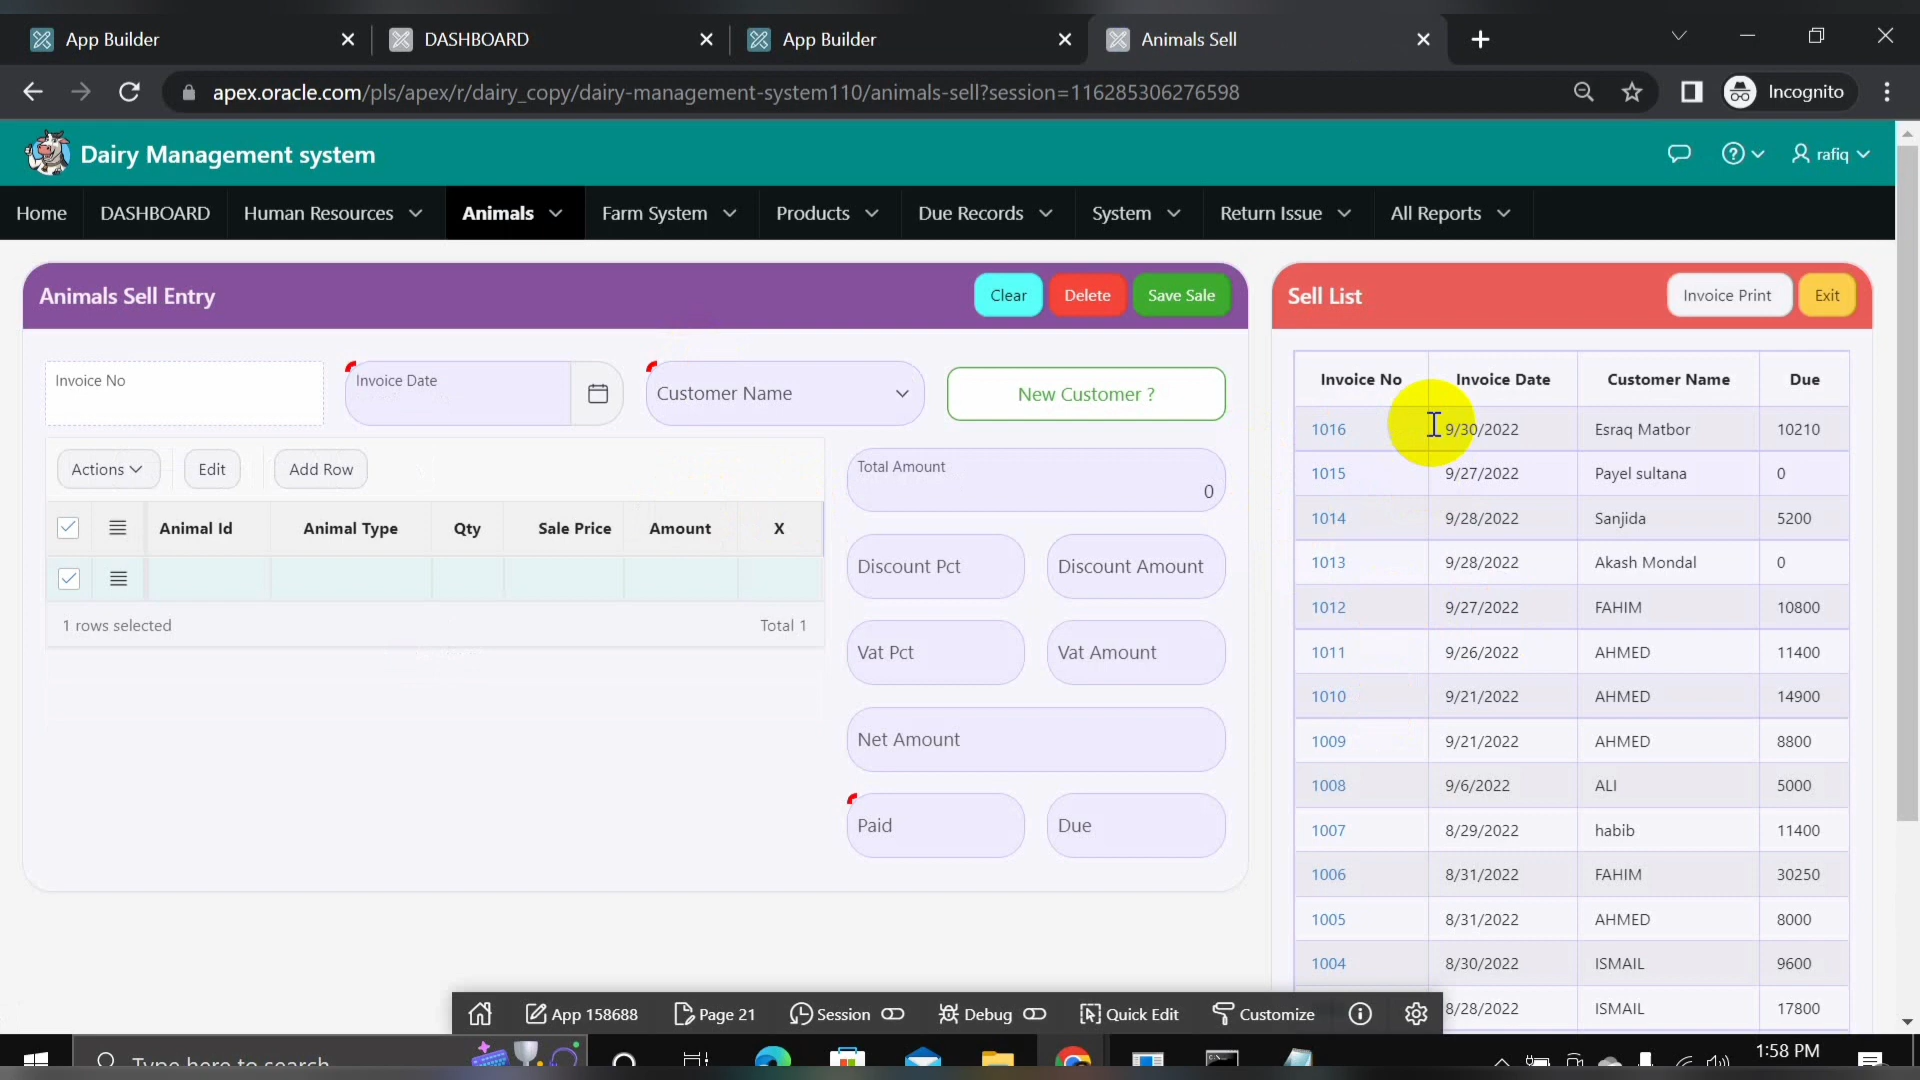 App Builder
DASHBOARD
App Builder
Animals Sell
apex.oracle.com/pls/apex/r/dairy_copy/dairy-management-system110/animals-sell?session=116285306276598
Incognito
Dairy Management system
rafiq
Home DASHBOARD Human Resources Animals Farm System Products Due Records System Return Issue All Reports
Animals Sell Entry
Clear
Delete
Save Sale
Invoice No
Invoice Date
Customer Name
New Customer ?
Actions
Edit
Add Row
Animal Id Animal Type Qty Sale Price Amount X
1 rows selected
Total 1
Total Amount
0
Discount Pct
Discount Amount
Vat Pct
Vat Amount
Net Amount
Paid
Due
Sell List
Invoice Print
Exit
Invoice No Invoice Date Customer Name Due
1016 9/30/2022 Esraq Matbor 10210
1015 9/27/2022 Payel sultana 0
1014 9/28/2022 Sanjida 5200
1013 9/28/2022 Akash Mondal 0
1012 9/27/2022 FAHIM 10800
1011 9/26/2022 AHMED 11400
1010 9/21/2022 AHMED 14900
1009 9/21/2022 AHMED 8800
1008 9/6/2022 ALI 5000
1007 8/29/2022 habib 11400
1006 8/31/2022 FAHIM 30250
1005 8/31/2022 AHMED 8000
1004 8/30/2022 ISMAIL 9600
8/28/2022 ISMAIL 17800
App 158688
Page 21
Session
Debug
Quick Edit
Customize
Type here to search
1:58 PM